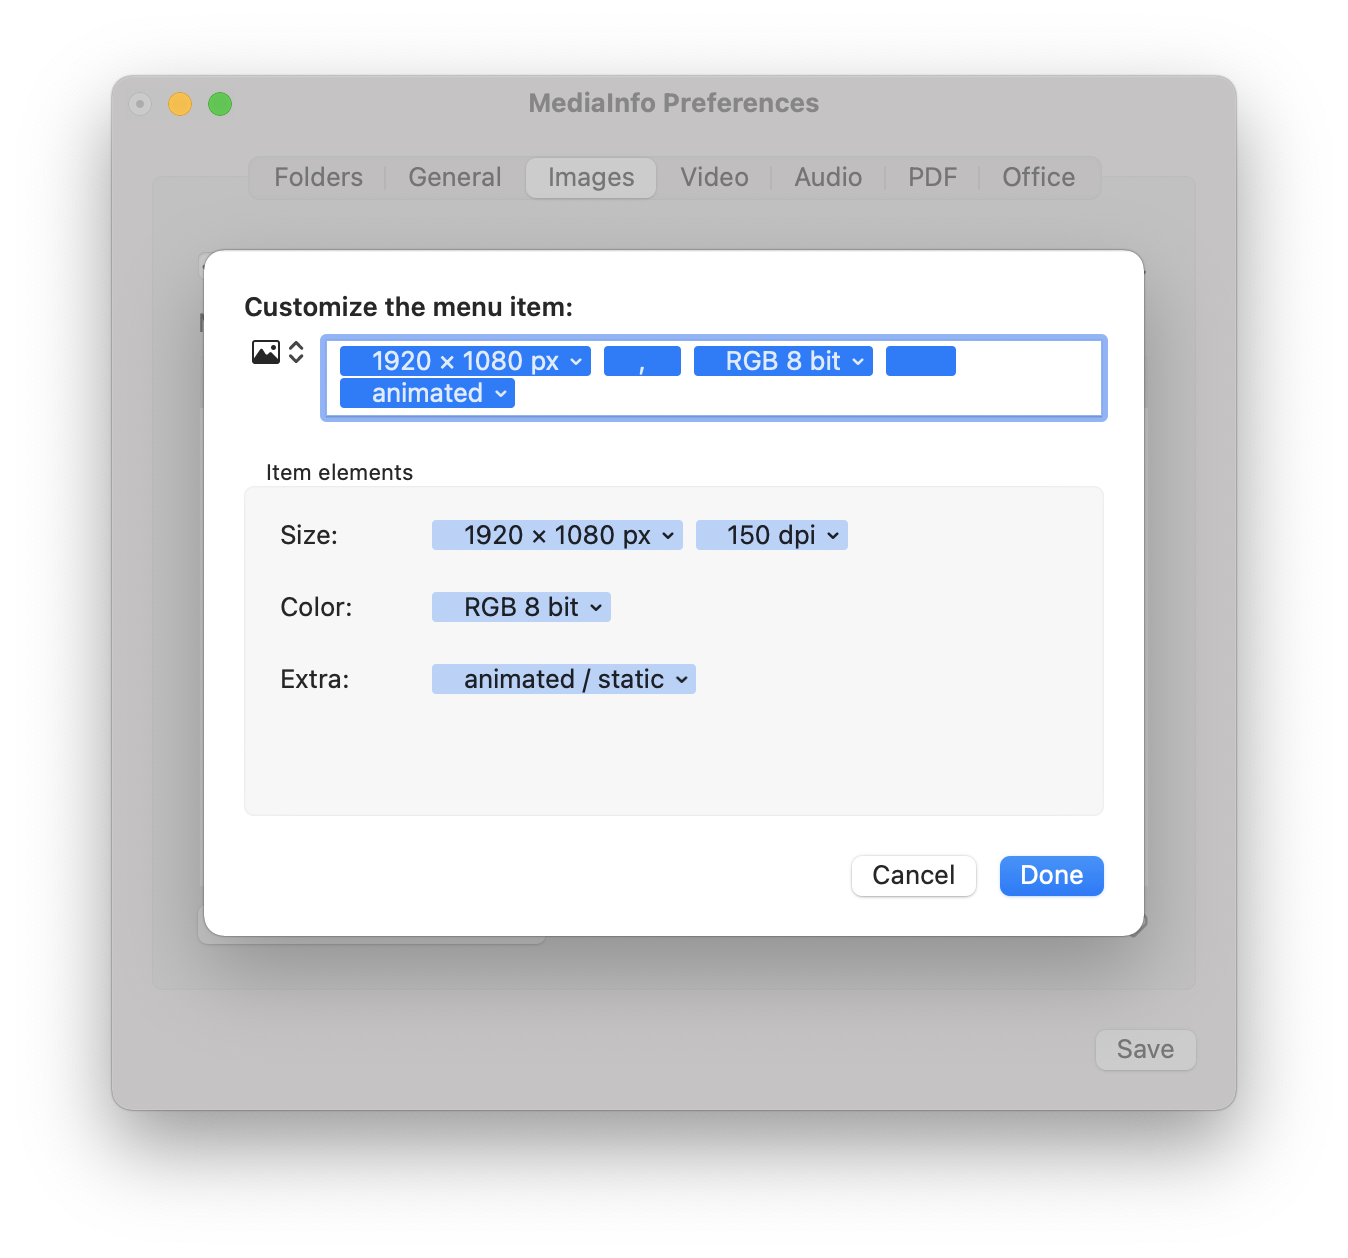 MediaInfo Preferences
Folders General Images Video Audio PDF Office
Customize the menu item:
1920 × 1080 px , RGB 8 bit
animated
Item elements
Size: 1920 × 1080 px 150 dpi
Color: RGB 8 bit
Extra: animated / static
Cancel Done
Save